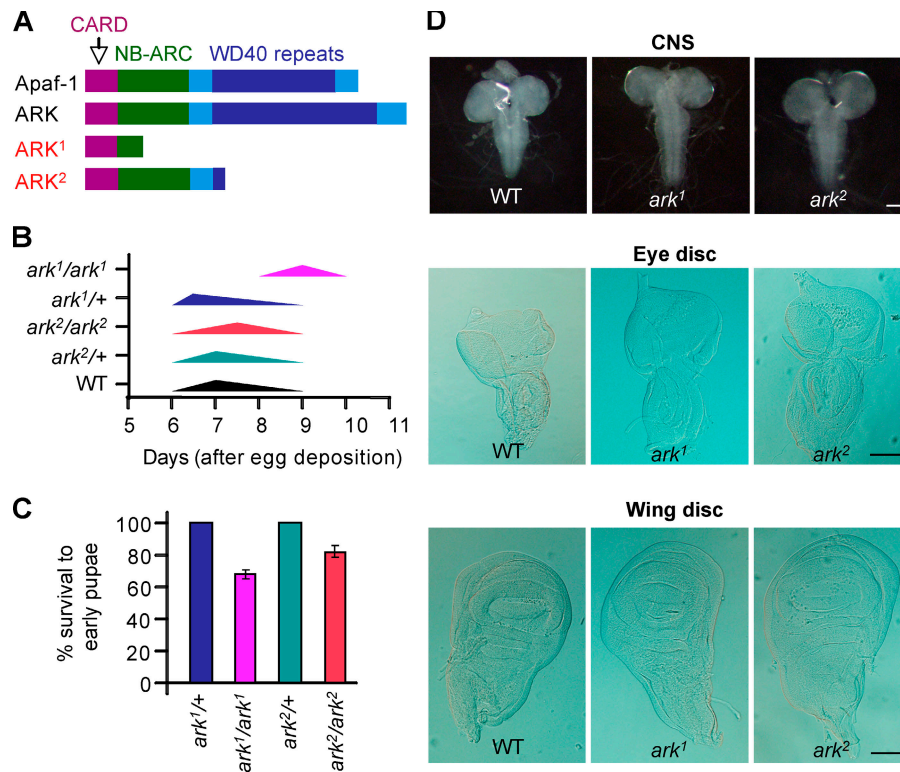 A
CARD
NB-ARC WD40 repeats
Apaf-1
ARK
ARK¹
ARK²
B
ark¹/ark¹
ark¹/+
ark²/ark²
ark²/+
WT
5 6 7 8 9 10 11
Days (after egg deposition)
C
% survival to
early pupae
100
80
60
40
20
0
ark¹/+
ark¹/ark¹
ark²/+
ark²/ark²
D
CNS
WT ark¹ ark²
Eye disc
WT ark¹ ark²
Wing disc
WT ark¹ ark²